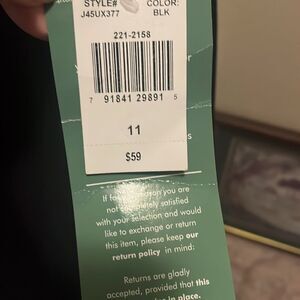 STYLE# COLOR:
J45UX377 BLK
221-2158
7 91841 29891 5
11
$59
If for any reason you are
not completely satisfied
with your selection and would
like to exchange or return
this item, please keep our
return policy in mind:
Returns are gladly
accepted, provided that this
in place.